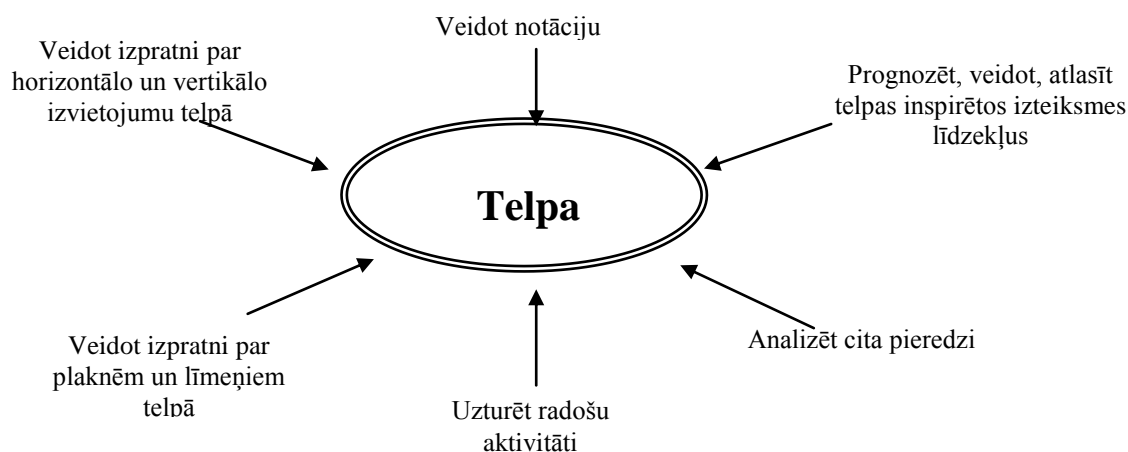 Veidot notāciju
Veidot izpratni par
horizontālo un vertikālo
izvietojumu telpā
Prognozēt, veidot, atlasīt
telpas inspirētos izteiksmes
līdzekļus
Telpa
Veidot izpratni par
plaknēm un līmeņiem
telpā
Uzturēt radošu
aktivitāti
Analizēt cita pieredzi